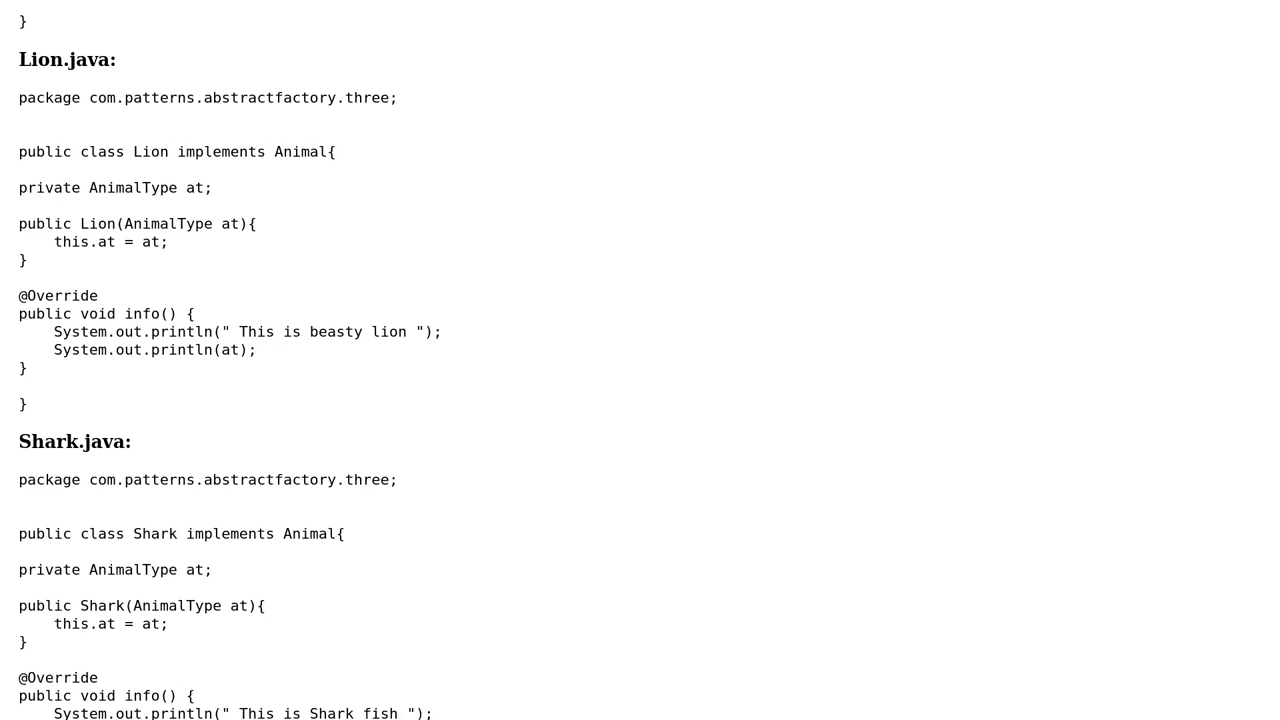 }
Lion.java:
package com.patterns.abstractfactory.three;
public class Lion implements Animal{
private AnimalType at;
public Lion(AnimalType at){
    this.at = at;
}
@Override
public void info() {
    System.out.println(" This is beasty lion ");
    System.out.println(at);
}
}
Shark.java:
package com.patterns.abstractfactory.three;
public class Shark implements Animal{
private AnimalType at;
public Shark(AnimalType at){
    this.at = at;
}
@Override
public void info() {
    System.out.println(" This is Shark fish ");